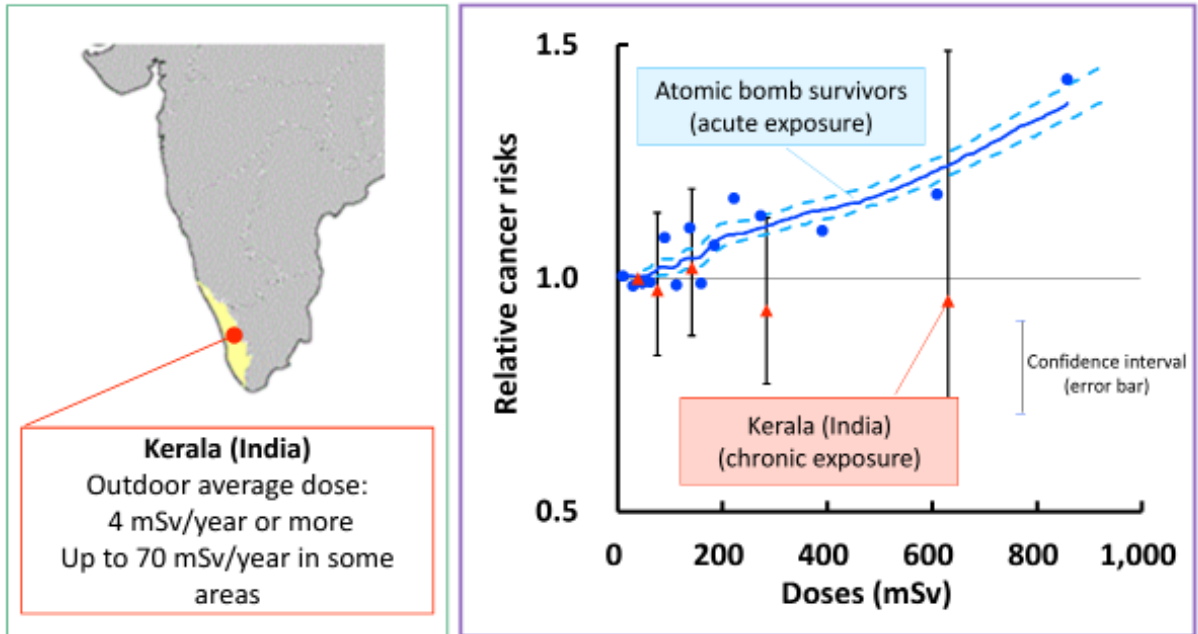 Kerala (India)
Outdoor average dose:
4 mSv/year or more
Up to 70 mSv/year in some
areas
Relative cancer risks
1.5
1.0
0.5
Atomic bomb survivors
(acute exposure)
Kerala (India)
(chronic exposure)
Confidence interval
(error bar)
0 200 400 600 800 1,000
Doses (mSv)